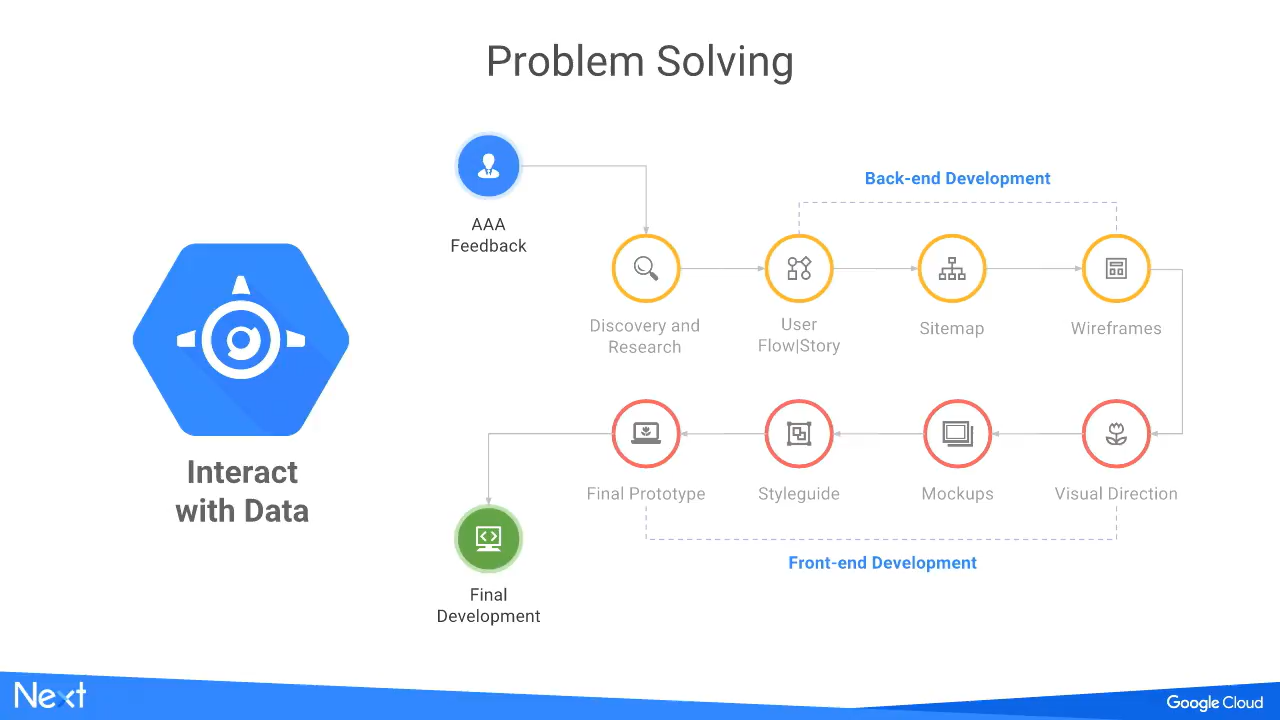 Problem Solving
AAA
Feedback
Back-end Development
Discovery and
Research
User
Flow|Story
Sitemap
Wireframes
Interact
with Data
Final Prototype
Styleguide
Mockups
Visual Direction
Front-end Development
Final
Development
Next
Google Cloud